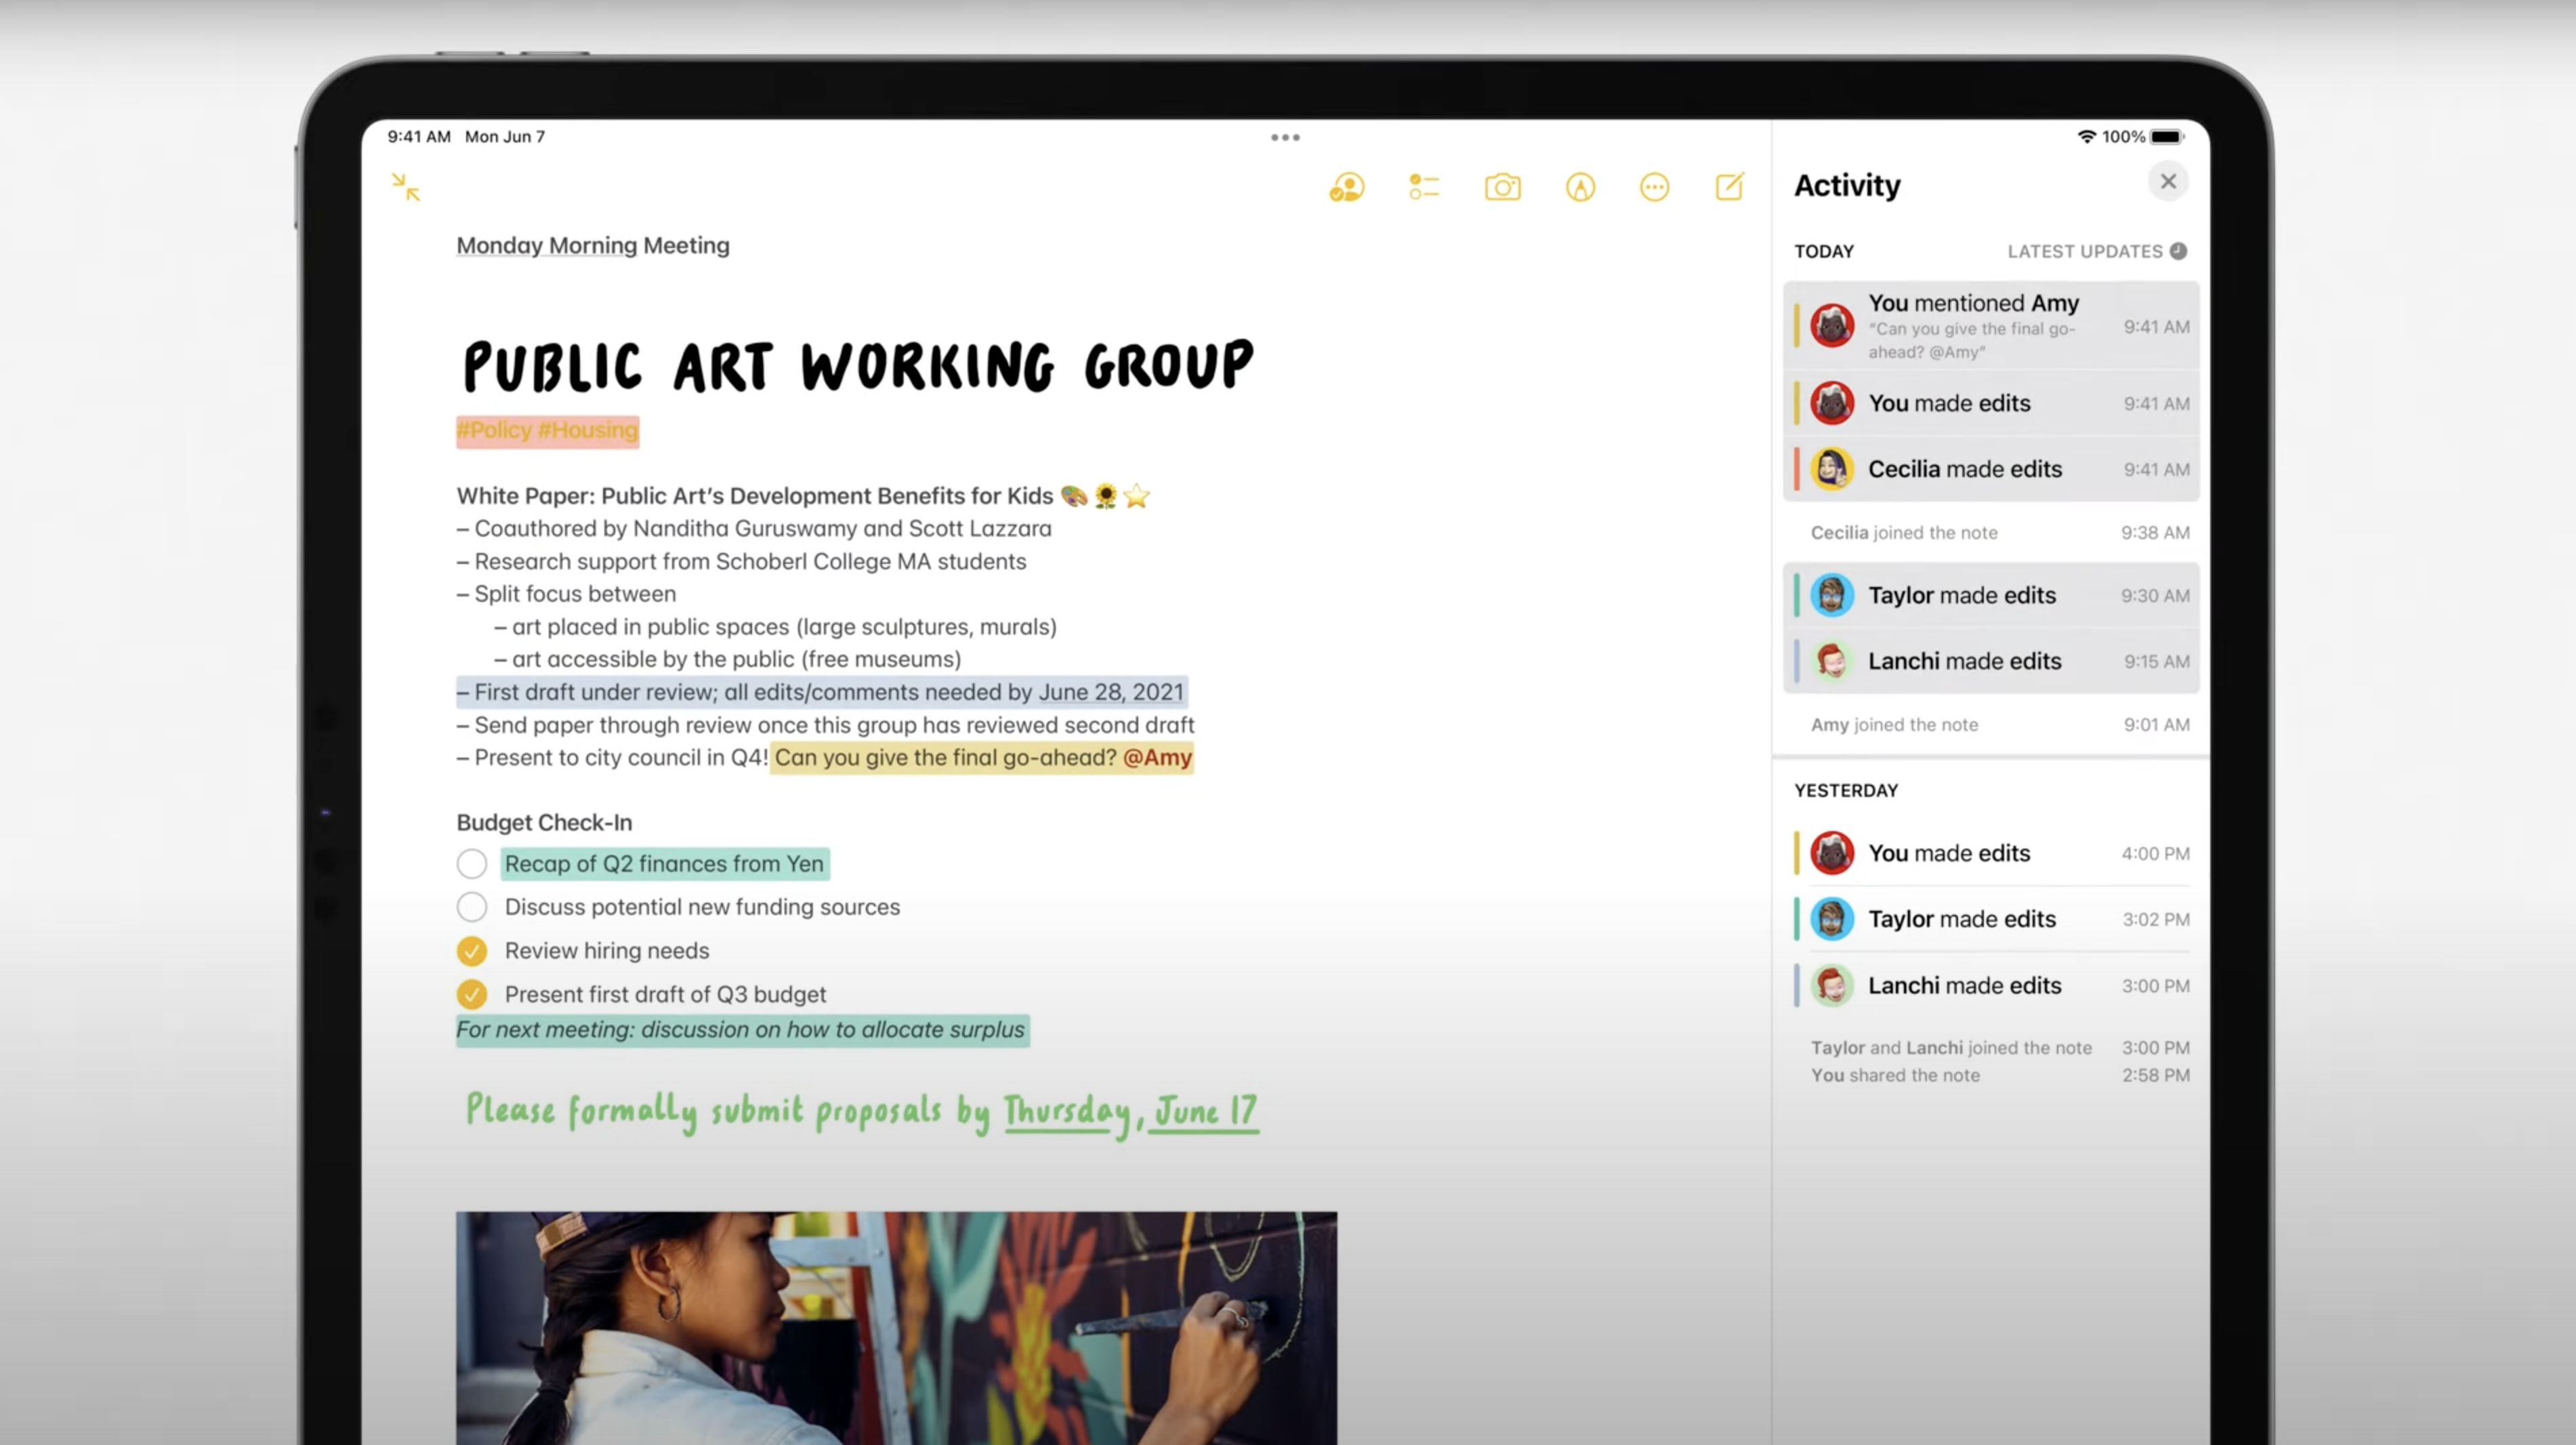 9:41 AM Mon Jun 7
100%
Monday Morning Meeting
PUBLIC ART WORKING GROUP
#Policy #Housing
White Paper: Public Art’s Development Benefits for Kids 🎨🌻⭐
– Coauthored by Nanditha Guruswamy and Scott Lazzara
– Research support from Schoberl College MA students
– Split focus between
– art placed in public spaces (large sculptures, murals)
– art accessible by the public (free museums)
– First draft under review; all edits/comments needed by June 28, 2021
– Send paper through review once this group has reviewed second draft
– Present to city council in Q4! Can you give the final go-ahead? @Amy
Budget Check-In
Recap of Q2 finances from Yen
Discuss potential new funding sources
Review hiring needs
Present first draft of Q3 budget
For next meeting: discussion on how to allocate surplus
Please formally submit proposals by Thursday, June 17
Activity
TODAY LATEST UPDATES
You mentioned Amy
“Can you give the final go-
ahead? @Amy”
9:41 AM
You made edits 9:41 AM
Cecilia made edits 9:41 AM
Cecilia joined the note 9:38 AM
Taylor made edits 9:30 AM
Lanchi made edits 9:15 AM
Amy joined the note 9:01 AM
YESTERDAY
You made edits 4:00 PM
Taylor made edits 3:02 PM
Lanchi made edits 3:00 PM
Taylor and Lanchi joined the note 3:00 PM
You shared the note 2:58 PM